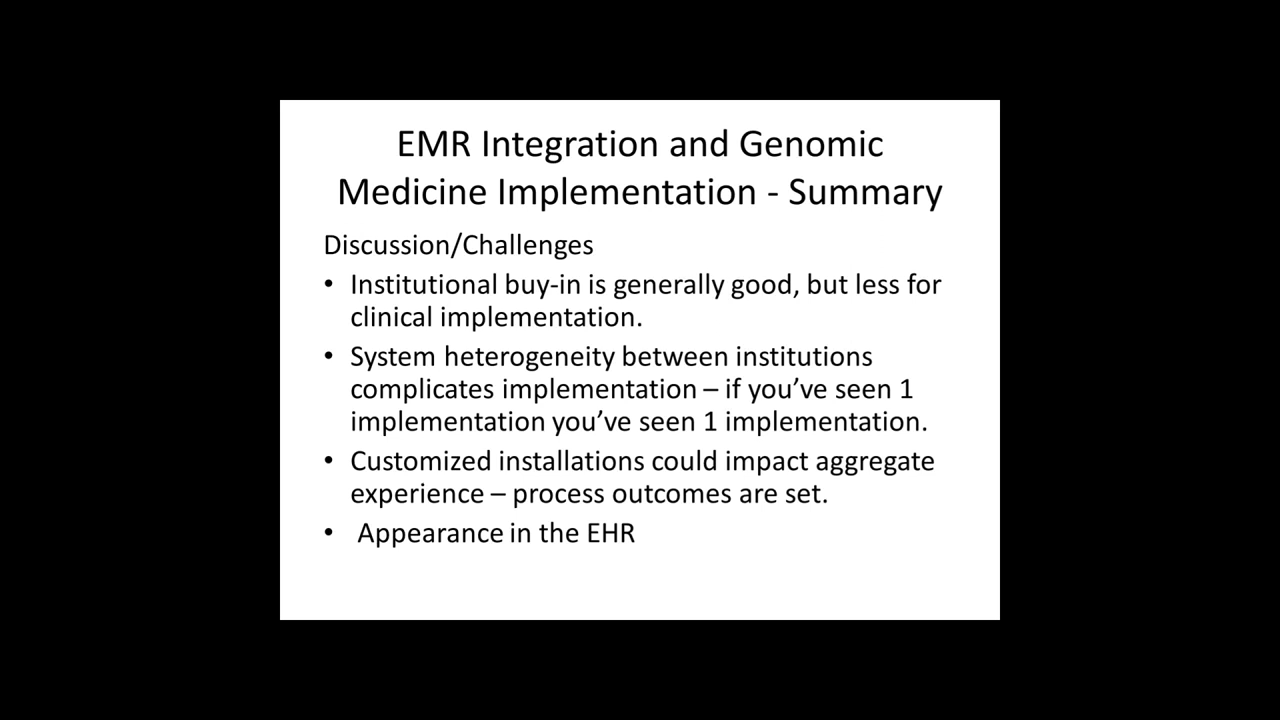 EMR Integration and Genomic
Medicine Implementation - Summary
Discussion/Challenges
• Institutional buy-in is generally good, but less for
clinical implementation.
• System heterogeneity between institutions
complicates implementation – if you’ve seen 1
implementation you’ve seen 1 implementation.
• Customized installations could impact aggregate
experience – process outcomes are set.
• Appearance in the EHR